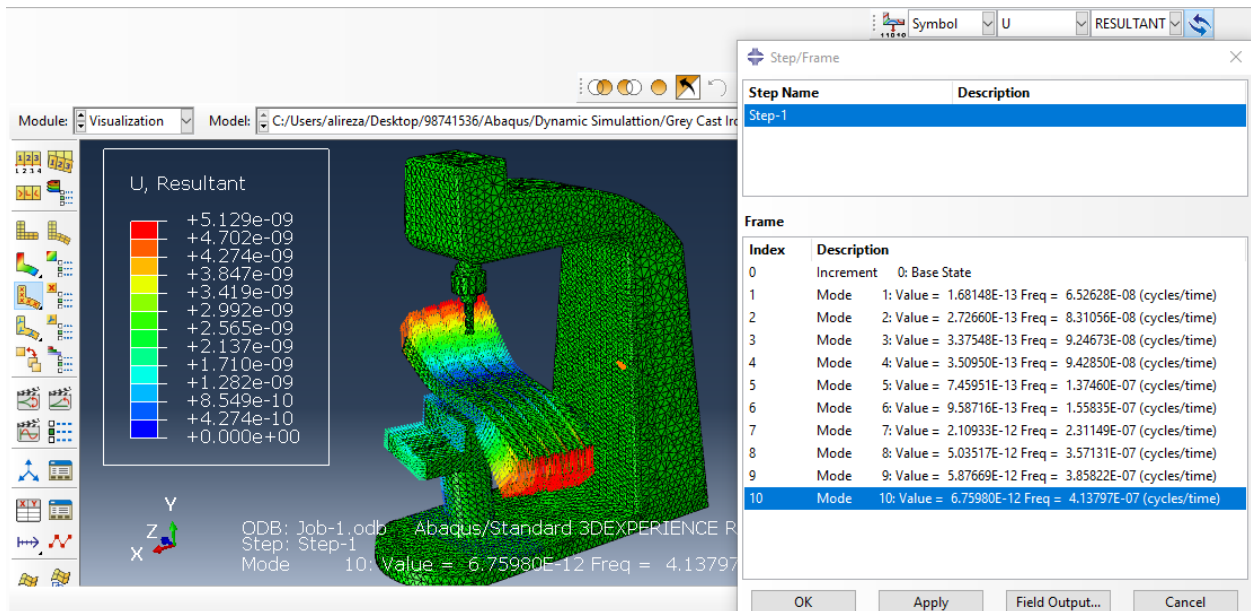 Symbol U RESULTANT
11010
Module: Visualization Model: C:/Users/alireza/Desktop/98741536/Abaqus/Dynamic Simulattion/Grey Cast Iro
U, Resultant
+5.129e-09
+4.702e-09
+4.274e-09
+3.847e-09
+3.419e-09
+2.992e-09
+2.565e-09
+2.137e-09
+1.710e-09
+1.282e-09
+8.549e-10
+4.274e-10
+0.000e+00
Y
Z
X
ODB: Job-1.odb Abaqus/Standard 3DEXPERIENCE R
Step: Step-1
Mode 10: Value = 6.75980E-12 Freq = 4.13797
Step/Frame
Step Name Description
Step-1
Frame
Index Description
0 Increment 0: Base State
1 Mode 1: Value = 1.68148E-13 Freq = 6.52628E-08 (cycles/time)
2 Mode 2: Value = 2.72660E-13 Freq = 8.31056E-08 (cycles/time)
3 Mode 3: Value = 3.37548E-13 Freq = 9.24673E-08 (cycles/time)
4 Mode 4: Value = 3.50950E-13 Freq = 9.42850E-08 (cycles/time)
5 Mode 5: Value = 7.45951E-13 Freq = 1.37460E-07 (cycles/time)
6 Mode 6: Value = 9.58716E-13 Freq = 1.55835E-07 (cycles/time)
7 Mode 7: Value = 2.10933E-12 Freq = 2.31149E-07 (cycles/time)
8 Mode 8: Value = 5.03517E-12 Freq = 3.57131E-07 (cycles/time)
9 Mode 9: Value = 5.87669E-12 Freq = 3.85822E-07 (cycles/time)
10 Mode 10: Value = 6.75980E-12 Freq = 4.13797E-07 (cycles/time)
OK Apply Field Output... Cancel